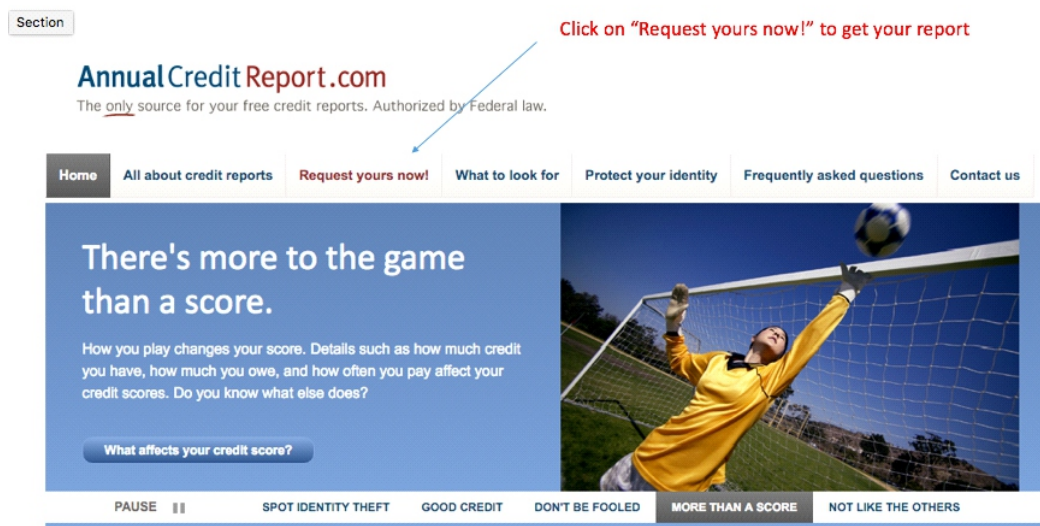 Section
Click on “Request yours now!” to get your report
AnnualCreditReport.com
The only source for your free credit reports. Authorized by Federal law.
Home All about credit reports Request yours now! What to look for Protect your identity Frequently asked questions Contact us
There's more to the game
than a score.
How you play changes your score. Details such as how much credit
you have, how much you owe, and how often you pay affect your
credit scores. Do you know what else does?
What affects your credit score?
PAUSE SPOT IDENTITY THEFT GOOD CREDIT DON'T BE FOOLED MORE THAN A SCORE NOT LIKE THE OTHERS